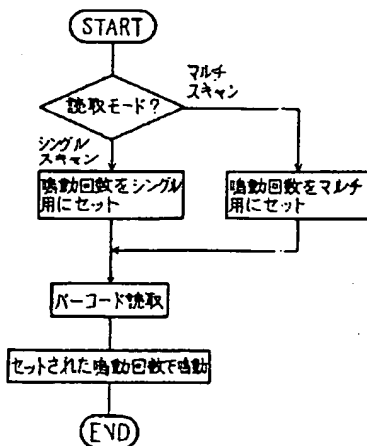 START
読取モード?
マルチ
スキャン
シングル
スキャン
鳴動回数をシングル
用にセット
鳴動回数をマルチ
用にセット
バーコード読取
セットされた鳴動回数で鳴動
END